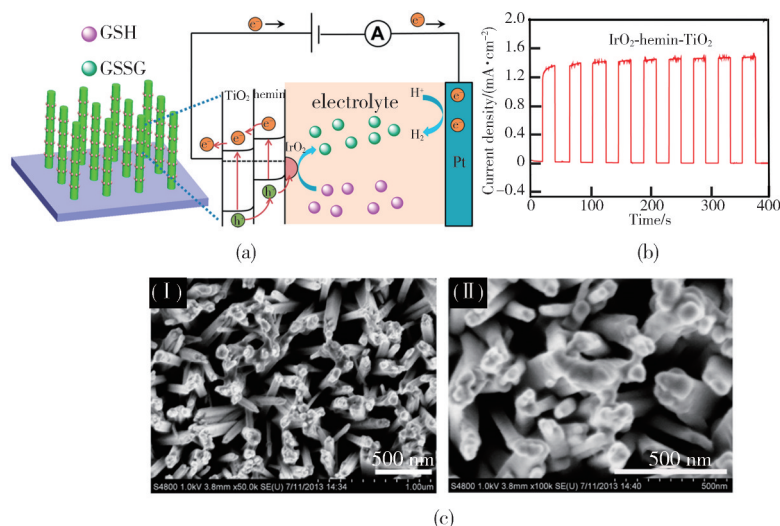 GSH
GSSG
e⁻
e⁻
A
TiO₂ hemin
electrolyte
e⁻
e⁻
e⁻
IrO₂
h
h
H⁺
H₂
e⁻
e⁻
Pt
(a)
IrO₂-hemin-TiO₂
Current density/(mA·cm⁻²)
2.0
1.6
1.2
0.8
0.4
0
−0.4
0 100 200 300 400
Time/s
(b)
(Ⅰ)
500 nm
S4800 1.0kV 3.8mm x50.0k SE(U) 7/11/2013 14:34 1.00um
(Ⅱ)
500 nm
S4800 1.0kV 3.8mm x100k SE(U) 7/11/2013 14:40 500nm
(c)